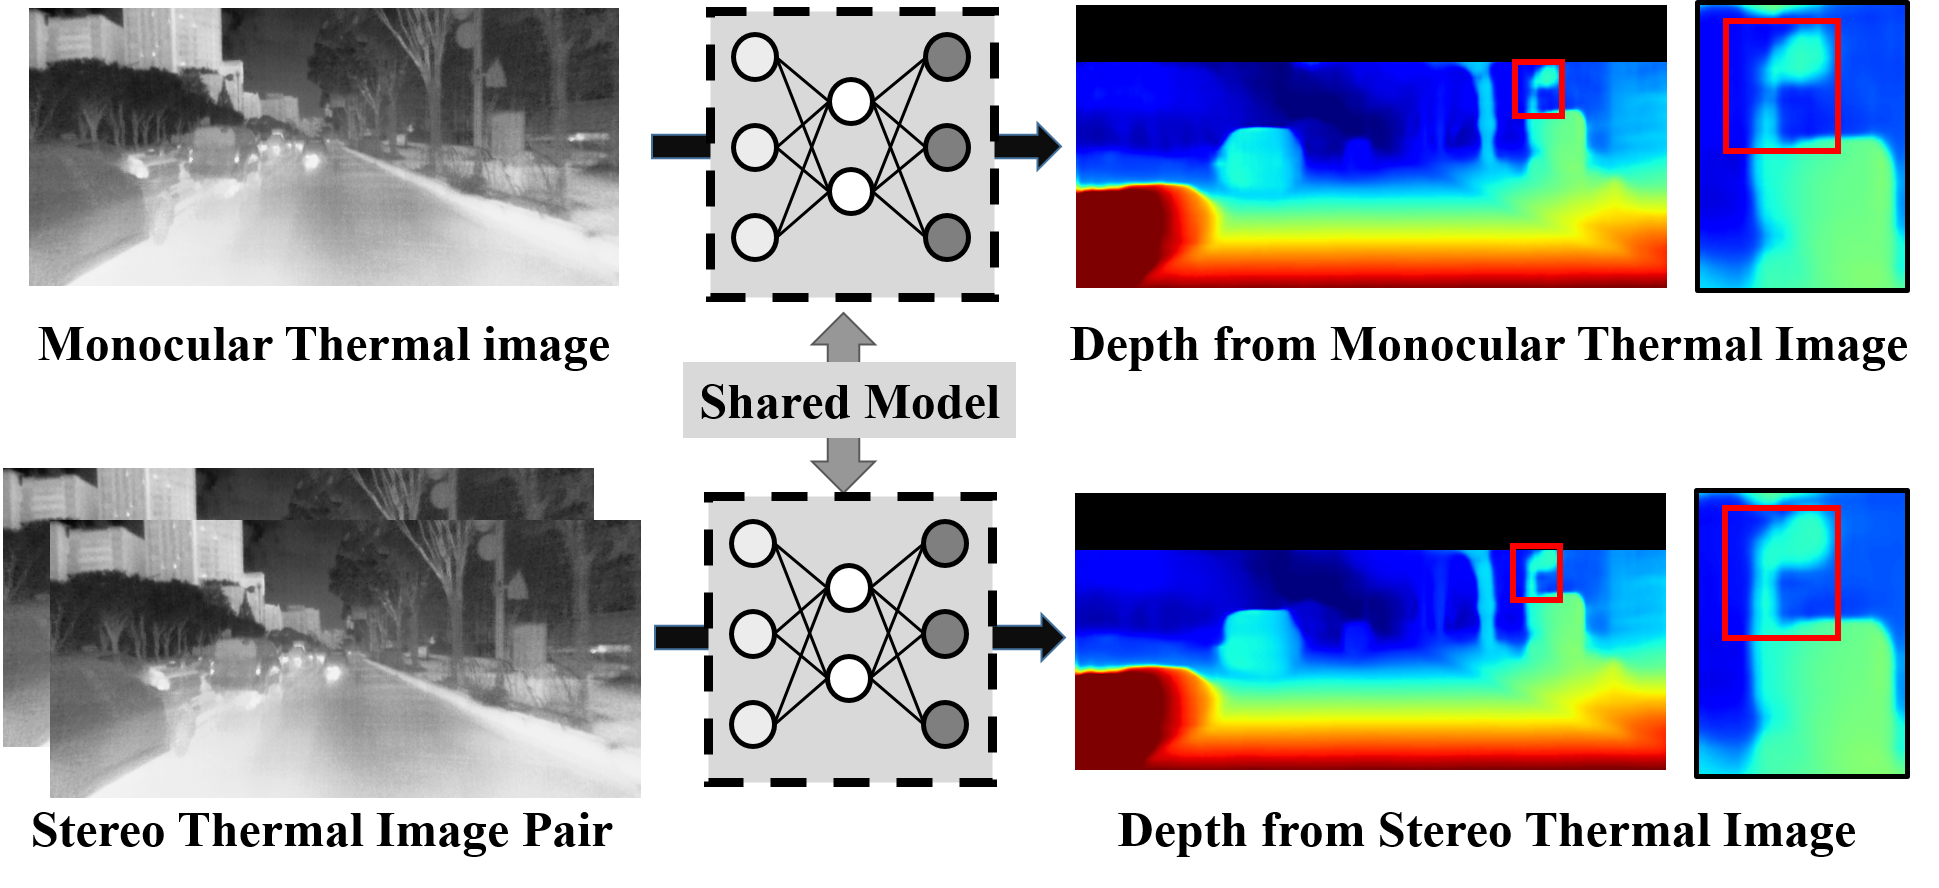 Monocular Thermal image
Depth from Monocular Thermal Image
Shared Model
Stereo Thermal Image Pair
Depth from Stereo Thermal Image